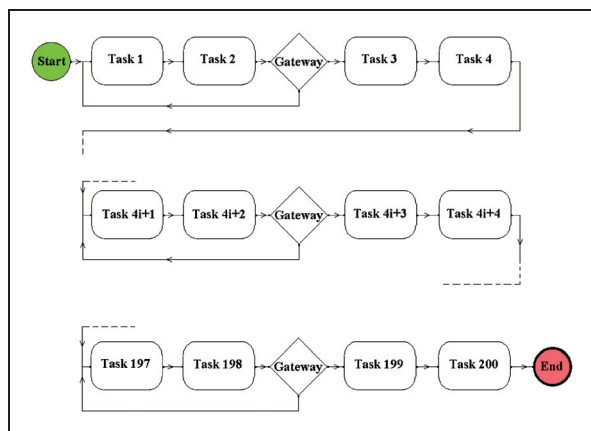 Start
Task 1
Task 2
Gateway
Task 3
Task 4
Task 4i+1
Task 4i+2
Gateway
Task 4i+3
Task 4i+4
Task 197
Task 198
Gateway
Task 199
Task 200
End